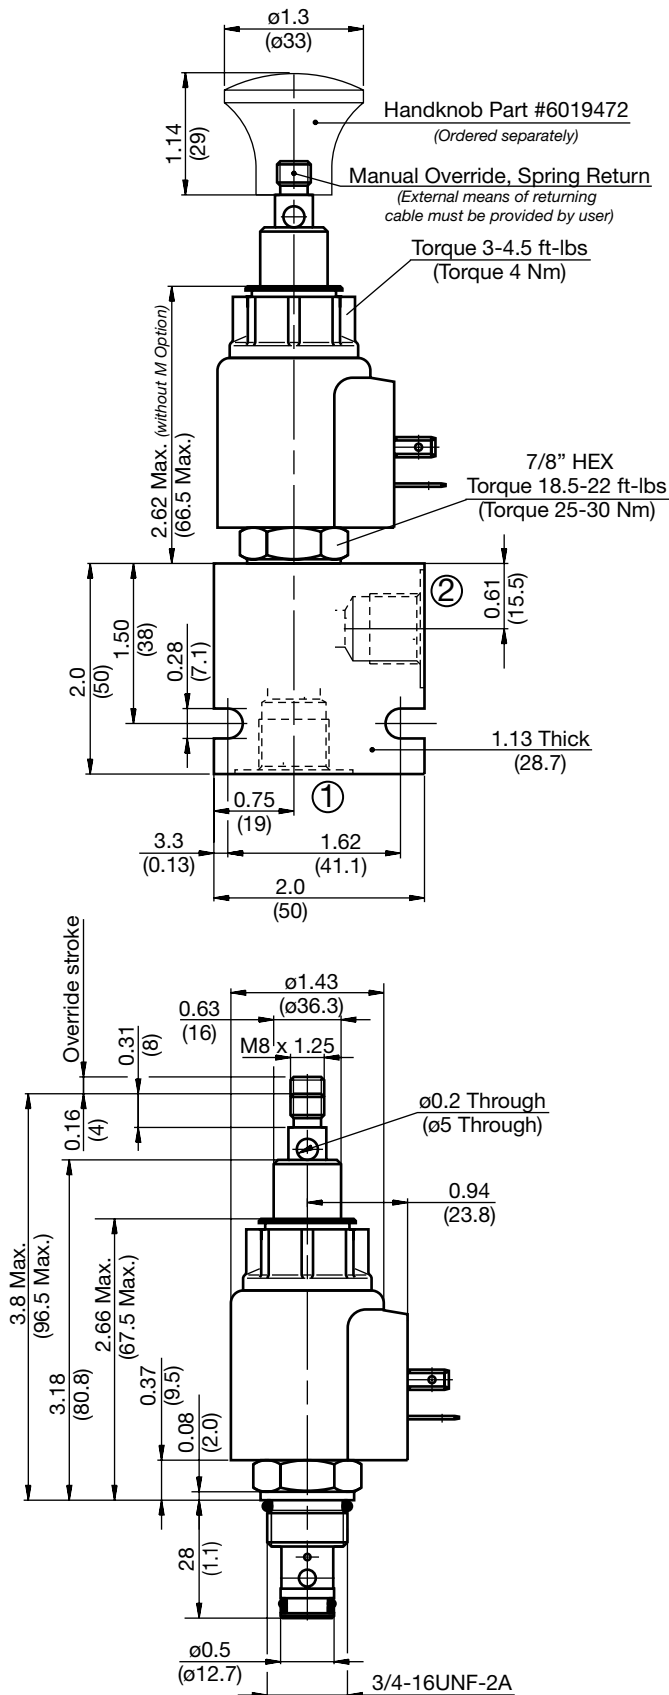 ø1.3
(ø33)
1.14
(29)
Handknob Part #6019472
(Ordered separately)
Manual Override, Spring Return
(External means of returning
cable must be provided by user)
Torque 3-4.5 ft-lbs
(Torque 4 Nm)
2.62 Max. (without M Option)
(66.5 Max.)
7/8” HEX
Torque 18.5-22 ft-lbs
(Torque 25-30 Nm)
2
0.61
(15.5)
2.0
(50)
1.50
(38)
0.28
(7.1)
1.13 Thick
(28.7)
1
0.75
(19)
3.3
(0.13)
1.62
(41.1)
2.0
(50)
Override stroke
ø1.43
(ø36.3)
0.63
(16)
0.31
(8)
M8 x 1.25
0.16
(4)
ø0.2 Through
(ø5 Through)
0.94
(23.8)
3.8 Max.
(96.5 Max.)
3.18
(80.8)
2.66 Max.
(67.5 Max.)
0.37
(9.5)
0.08
(2.0)
28
(1.1)
ø0.5
(ø12.7)
3/4-16UNF-2A